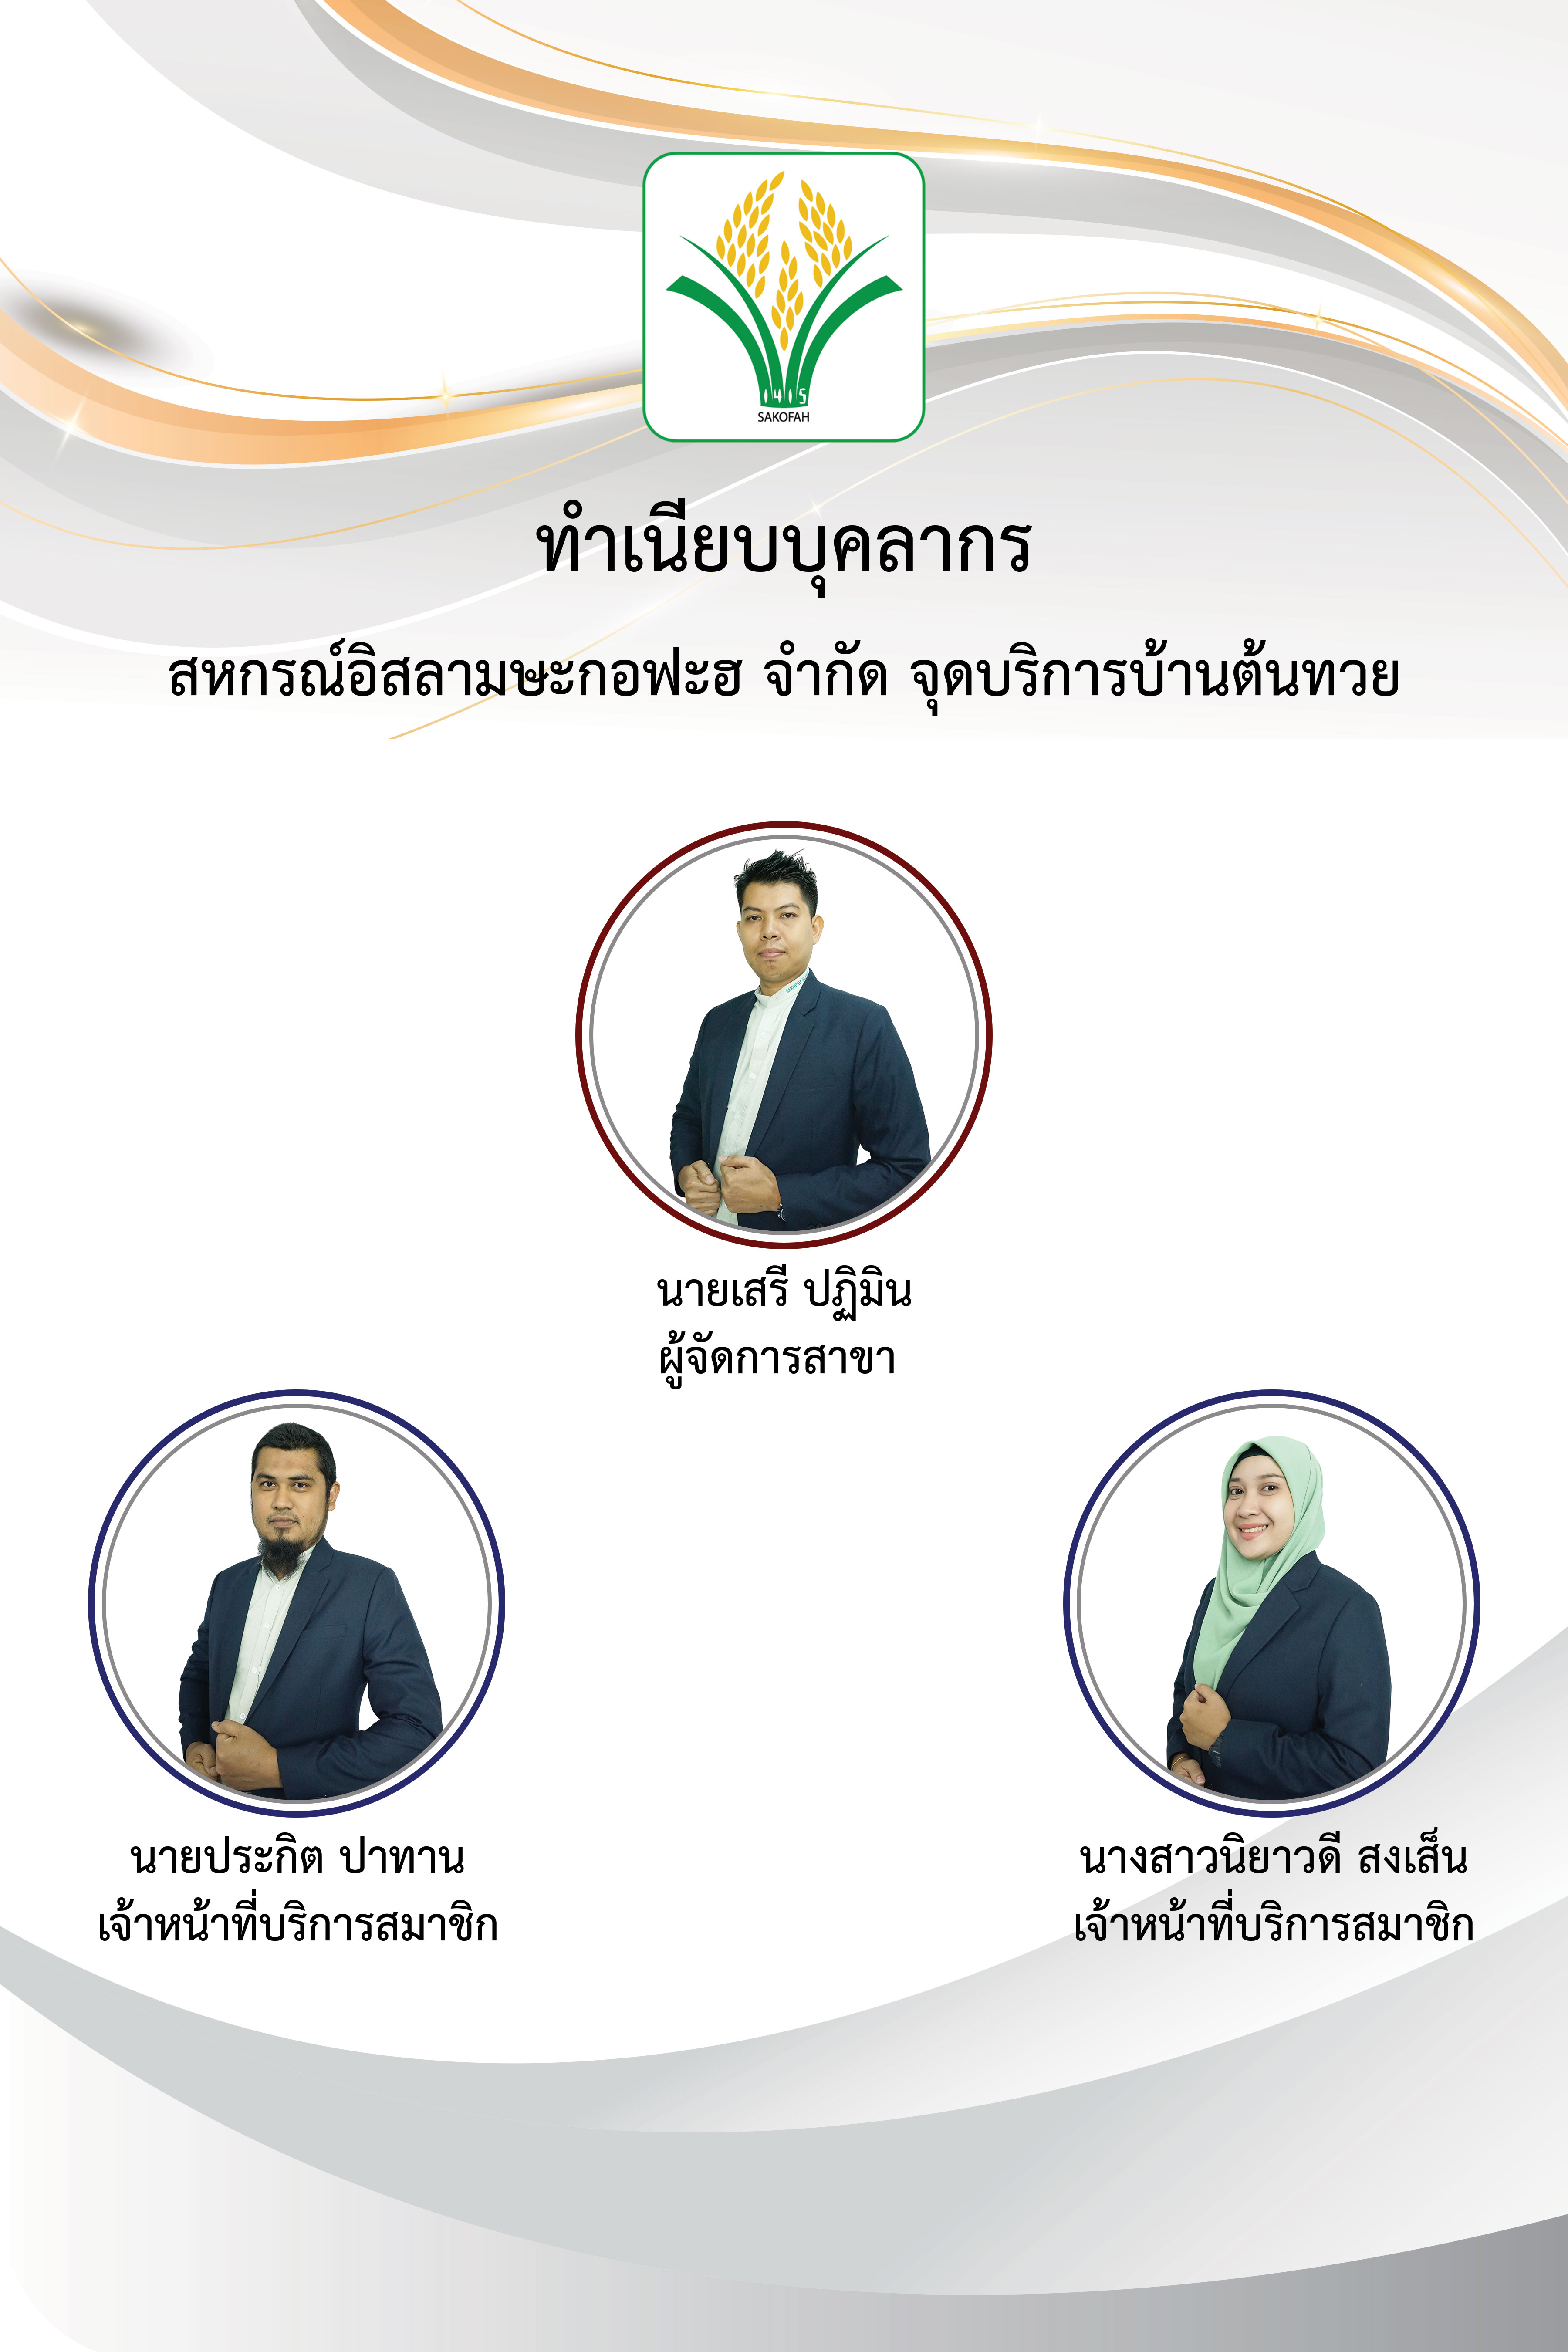 1415
SAKOFAH
ทำเนียบบุคลากร
สหกรณ์อิสลามษะกอฟะฮ จำกัด จุดบริการบ้านต้นทวย
นายเสรี ปฏิมิน
ผู้จัดการสาขา
นายประกิต ปาทาน
เจ้าหน้าที่บริการสมาชิก
นางสาวนิยาวดี สงเส็น
เจ้าหน้าที่บริการสมาชิก